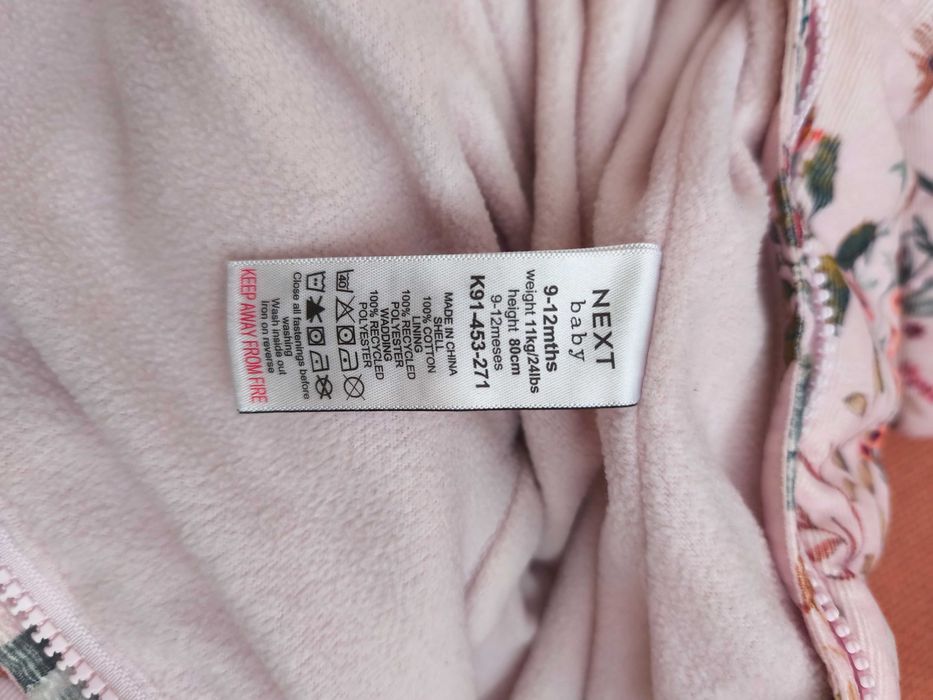 NEXT
baby
9-12mths
weight 11kg/24lbs
height 80cm
9-12meses
K91-453-271
MADE IN CHINA
SHELL
100% COTTON
LINING
100% RECYCLED
POLYESTER
WADDING
100% RECYCLED
POLYESTER
40
Close all fastenings before
washing
Wash inside out
Iron on reverse
KEEP AWAY FROM FIRE